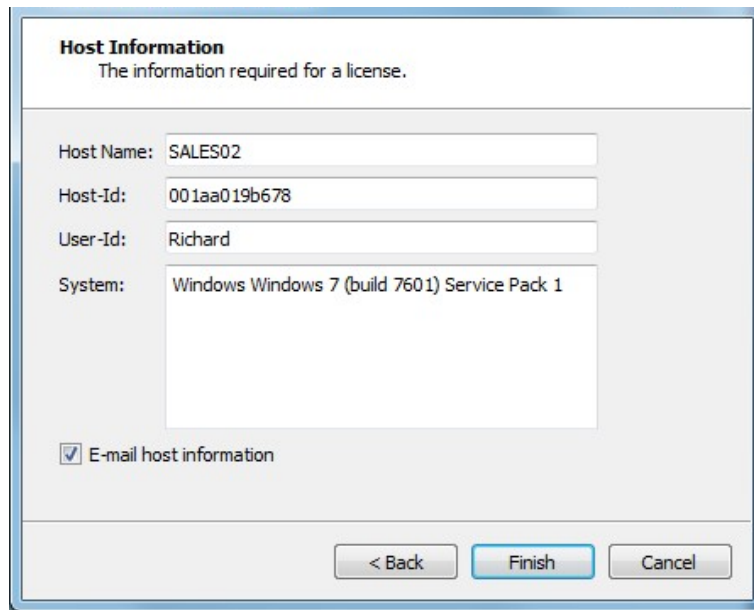 Host Information
The information required for a license.
Host Name: SALES02
Host-Id: 001aa019b678
User-Id: Richard
System: Windows Windows 7 (build 7601) Service Pack 1
E-mail host information
< Back Finish Cancel